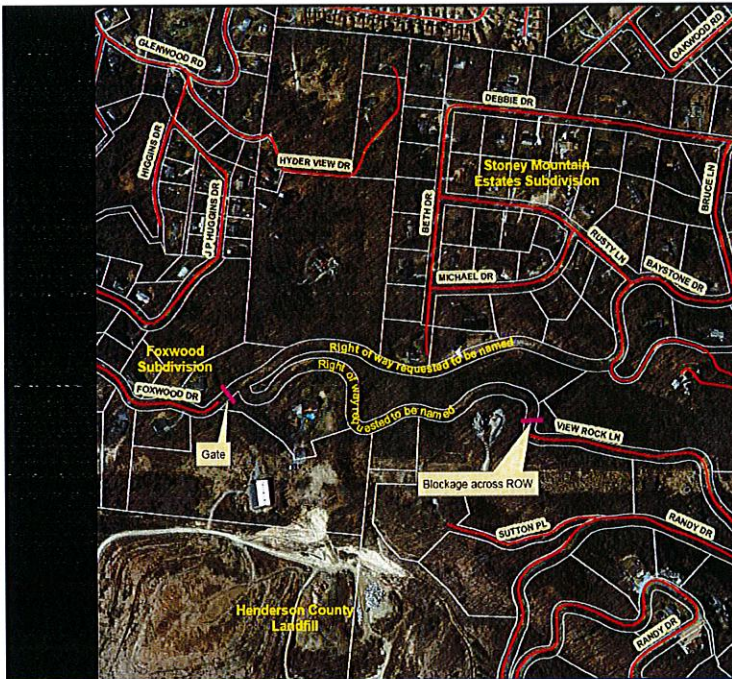 GLENWOOD RD
OAKWOOD RD
DEBBIE DR
HIGGINS DR
HYDER VIEW DR
Stoney Mountain
Estates Subdivision
BRUCE LN
J.P HUGGINS DR
BETH DR
RUSTY LN
BAYSTONE DR
MICHAEL DR
Right of way requested to be named
Foxwood
Subdivision
Right of way requested to be named
FOXWOOD DR
Gate
VIEW ROCK LN
Blockage across ROW
SUTTON PL
RANDY DR
Henderson County
Landfill
RANDY DR